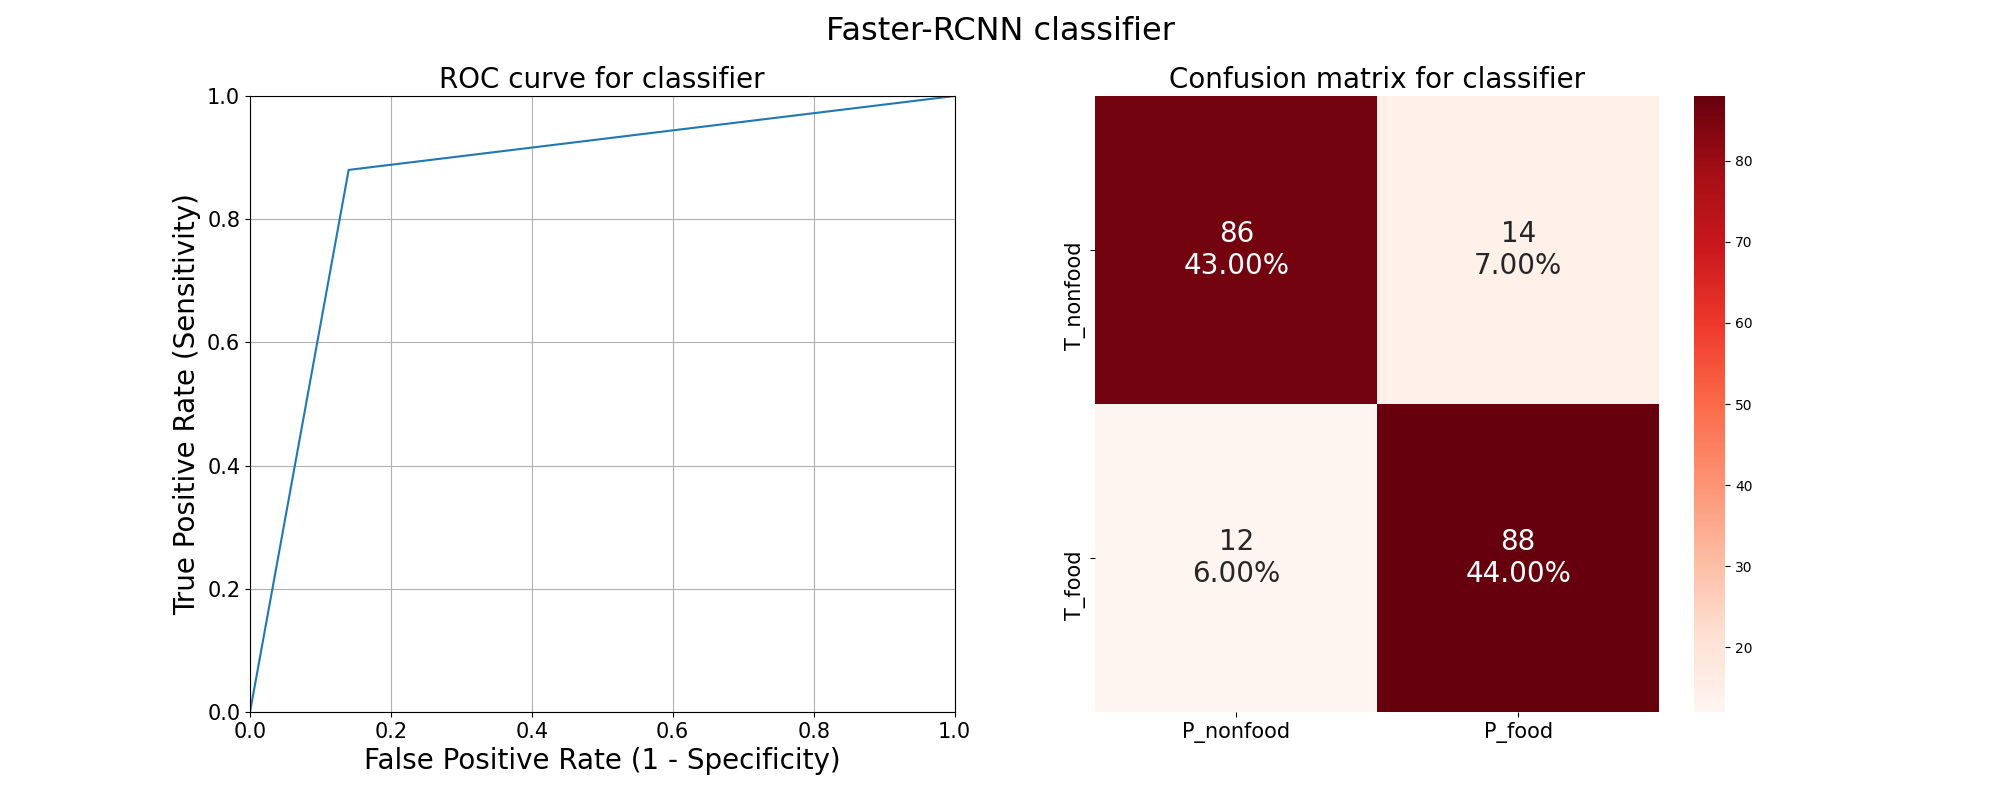 Faster-RCNN classifier
ROC curve for classifier
1.0
0.8
0.6
0.4
0.2
0.0
True Positive Rate (Sensitivity)
0.0 0.2 0.4 0.6 0.8 1.0
False Positive Rate (1 - Specificity)
Confusion matrix for classifier
T_nonfood
86
43.00%
14
7.00%
T_food
12
6.00%
88
44.00%
P_nonfood
P_food
80
70
60
50
40
30
20